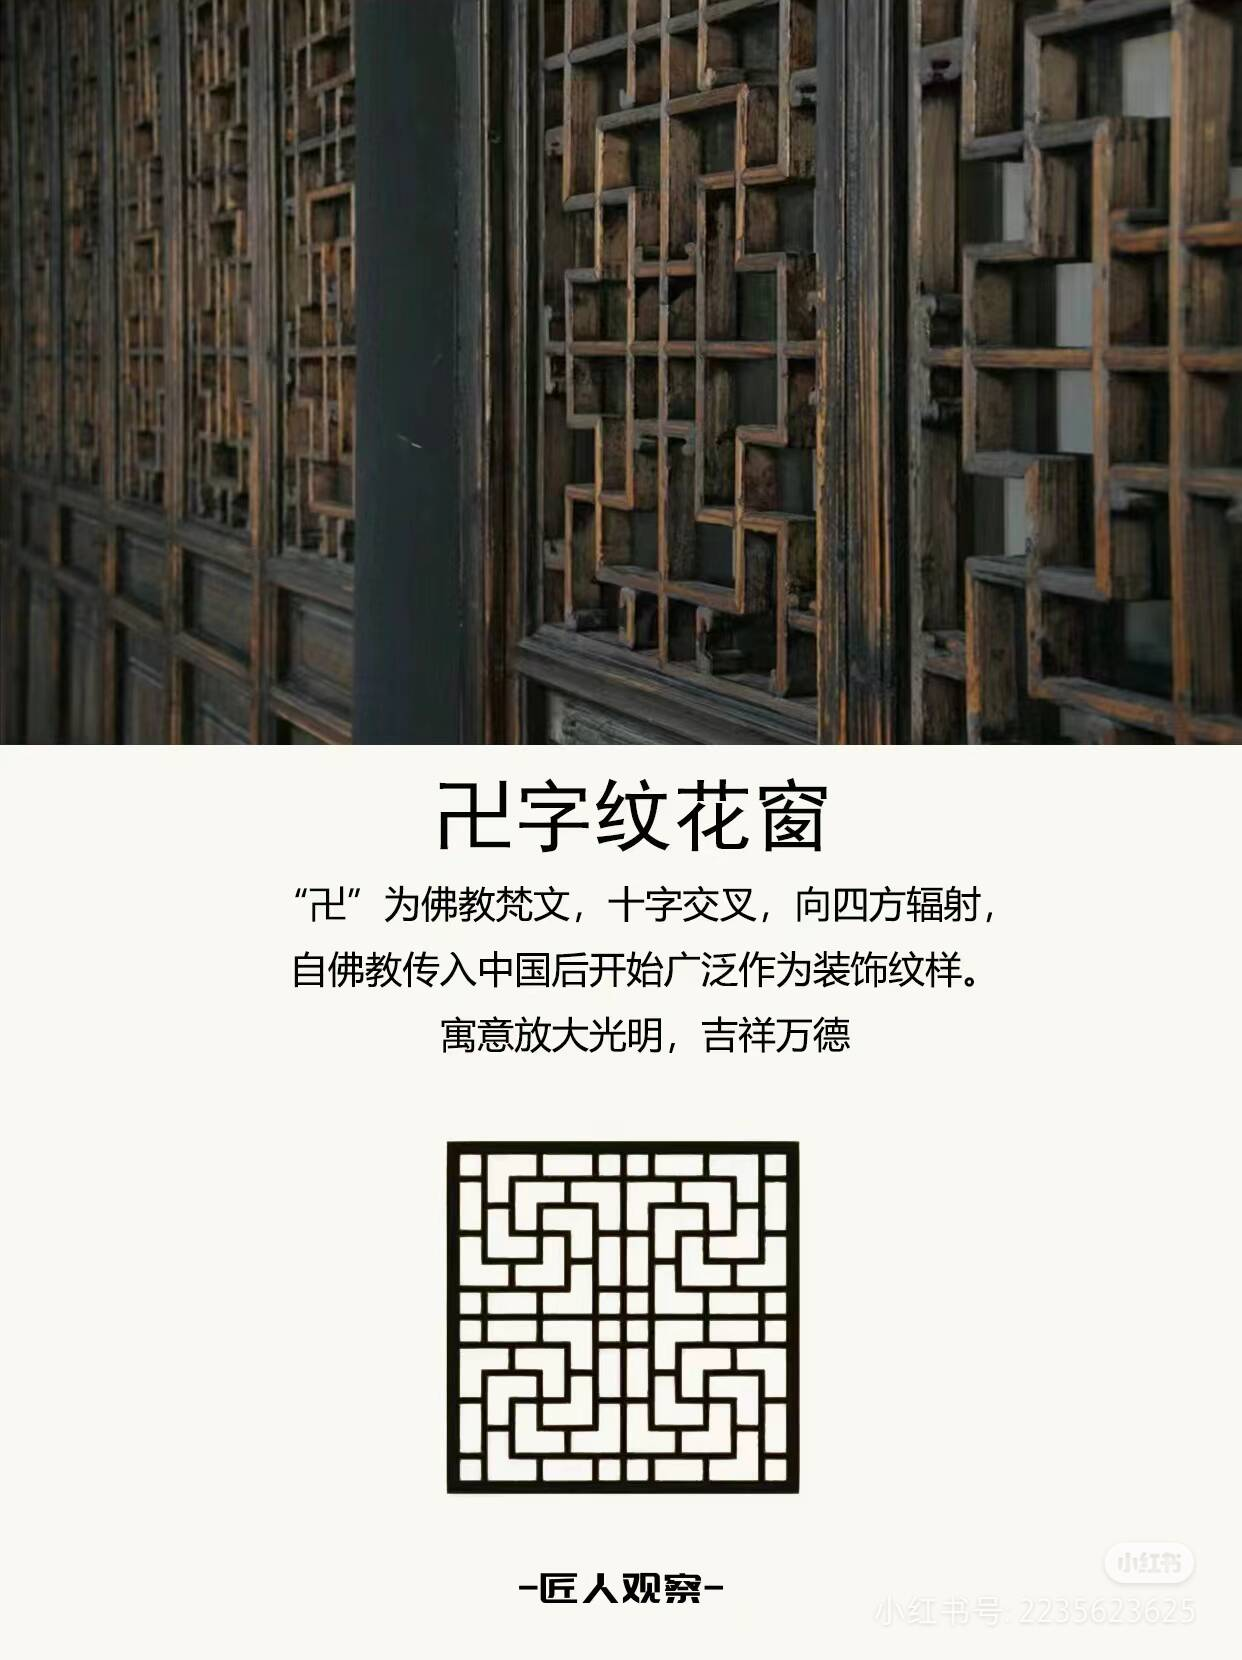 卍字纹花窗
“卍”为佛教梵文，十字交叉，向四方辐射，
自佛教传入中国后开始广泛作为装饰纹样。
寓意放大光明，吉祥万德
-匠人观察-
小红书
小红书号: 2235623625